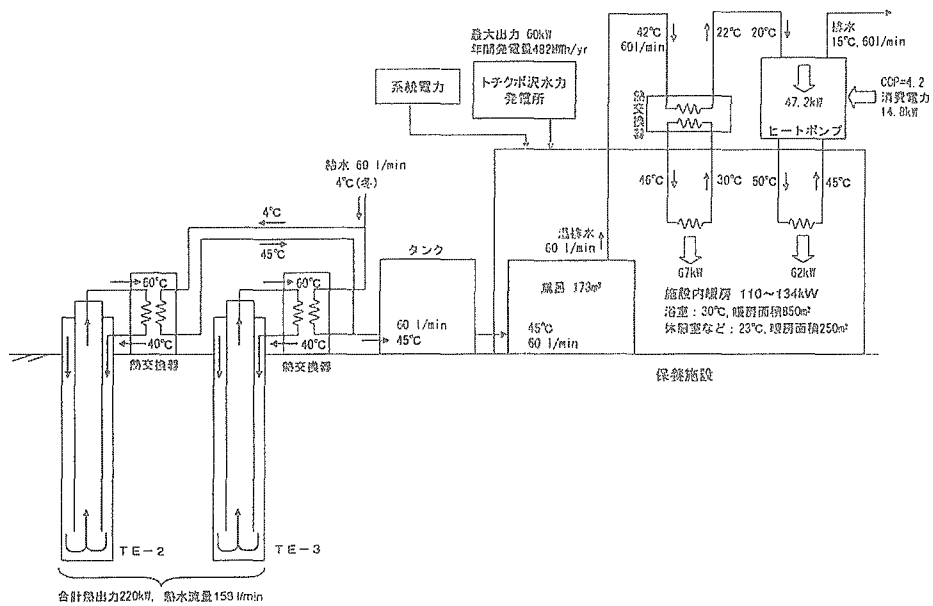 最大出力 60kW
年間発電量482MWh/yr
系統電力
トチクボ沢水力
発電所
42℃
60l/min
22℃
20℃
排水
15℃, 60l/min
47.2kW
ヒートポンプ
COP=4.2
消費電力
14.8kW
熱交換器
46℃
30℃
50℃
45℃
給水 60 l/min
4℃(冬)
4℃
45℃
タンク
温排水
60 l/min
60℃
60℃
風呂 173m³
67kW
62kW
施設内暖房 110～134kW
浴室：30℃, 暖房面積850㎡
休憩室など：23℃, 暖房面積250㎡
60 l/min
45℃
45℃
60 l/min
40℃
40℃
熱交換器
熱交換器
保養施設
TE-2
TE-3
合計熱出力220kW, 熱水流量159 l/min